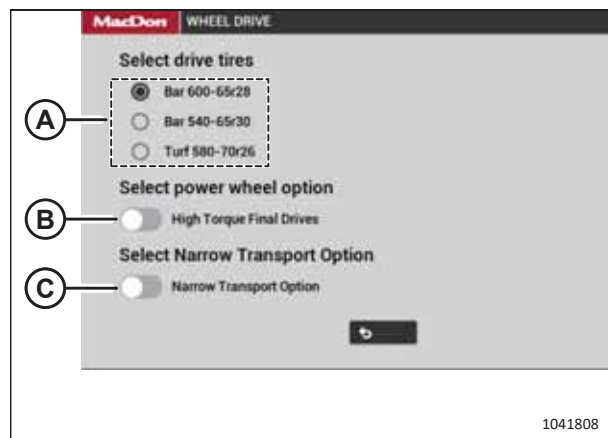 MacDon WHEEL DRIVE
Select drive tires
Bar 600-65r28
A
Bar 540-65r30
Turf 580-70r26
Select power wheel option
B High Torque Final Drives
Select Narrow Transport Option
C Narrow Transport Option
1041808